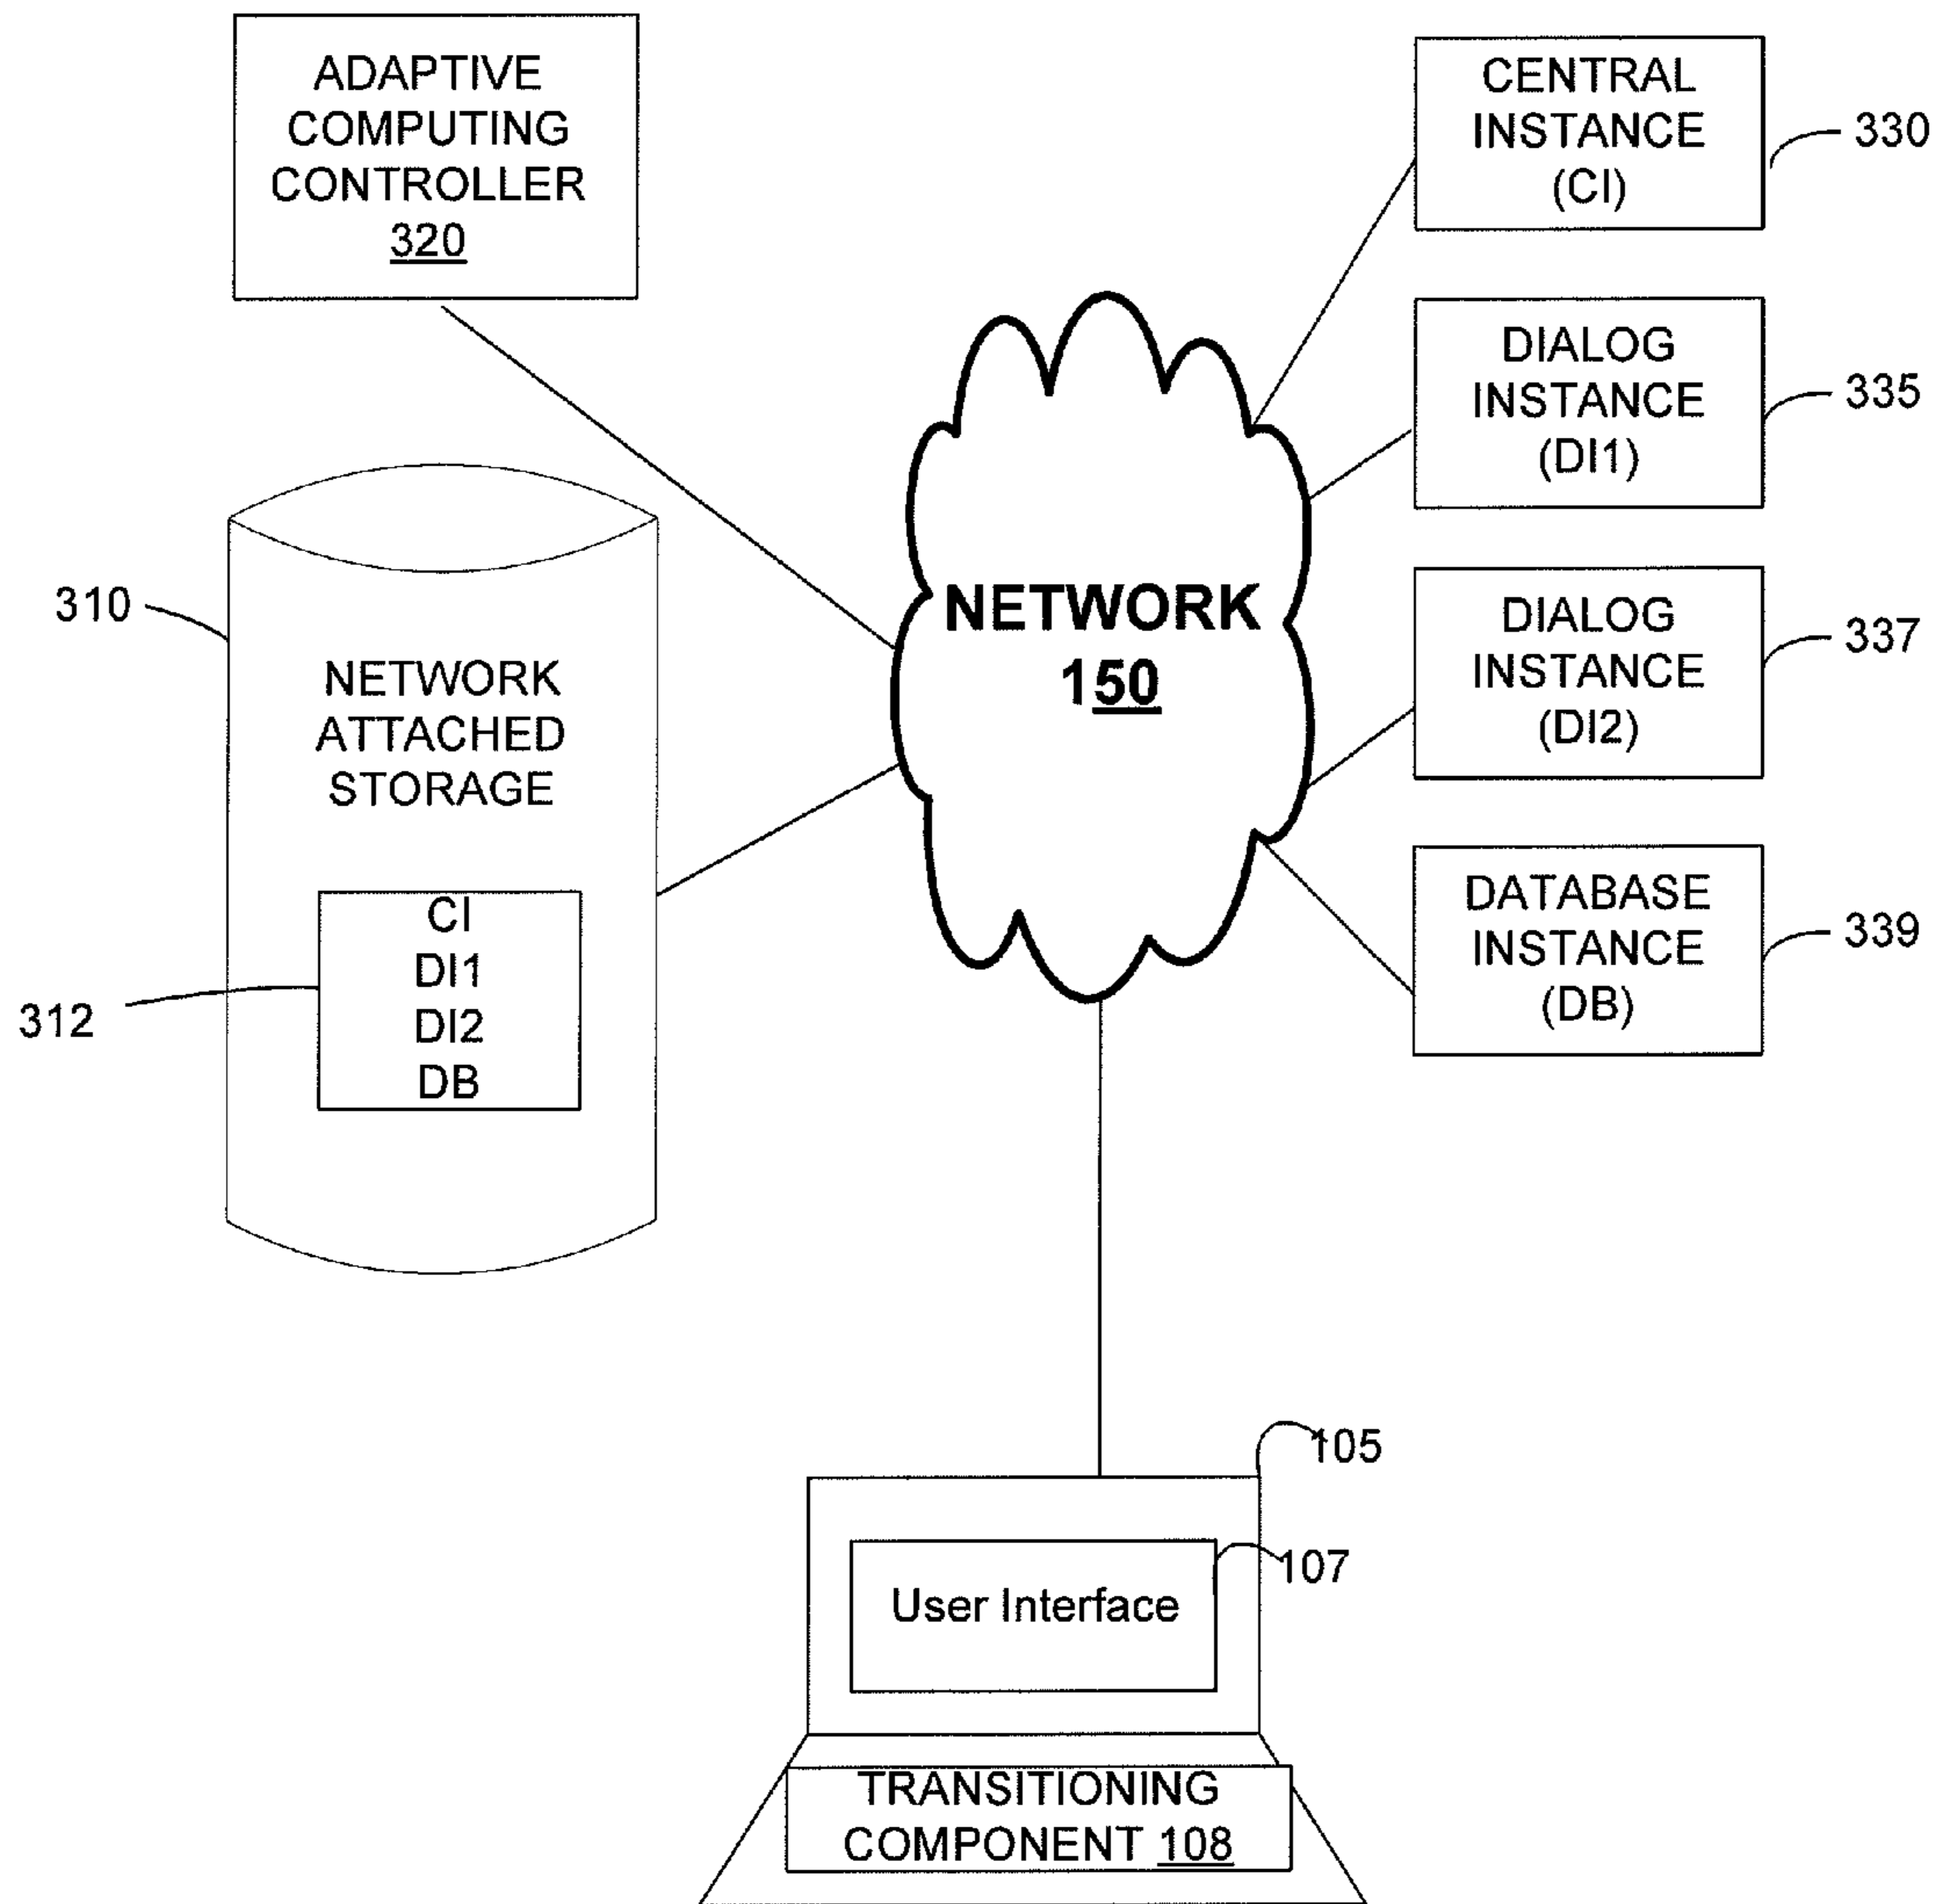 ADAPTIVE
COMPUTING
CONTROLLER
320
CENTRAL
INSTANCE
(CI)
330
DIALOG
INSTANCE
(DI1)
335
310
NETWORK
ATTACHED
STORAGE
NETWORK
150
DIALOG
INSTANCE
(DI2)
337
312
CI
DI1
DI2
DB
DATABASE
INSTANCE
(DB)
339
105
User Interface
107
TRANSITIONING
COMPONENT 108